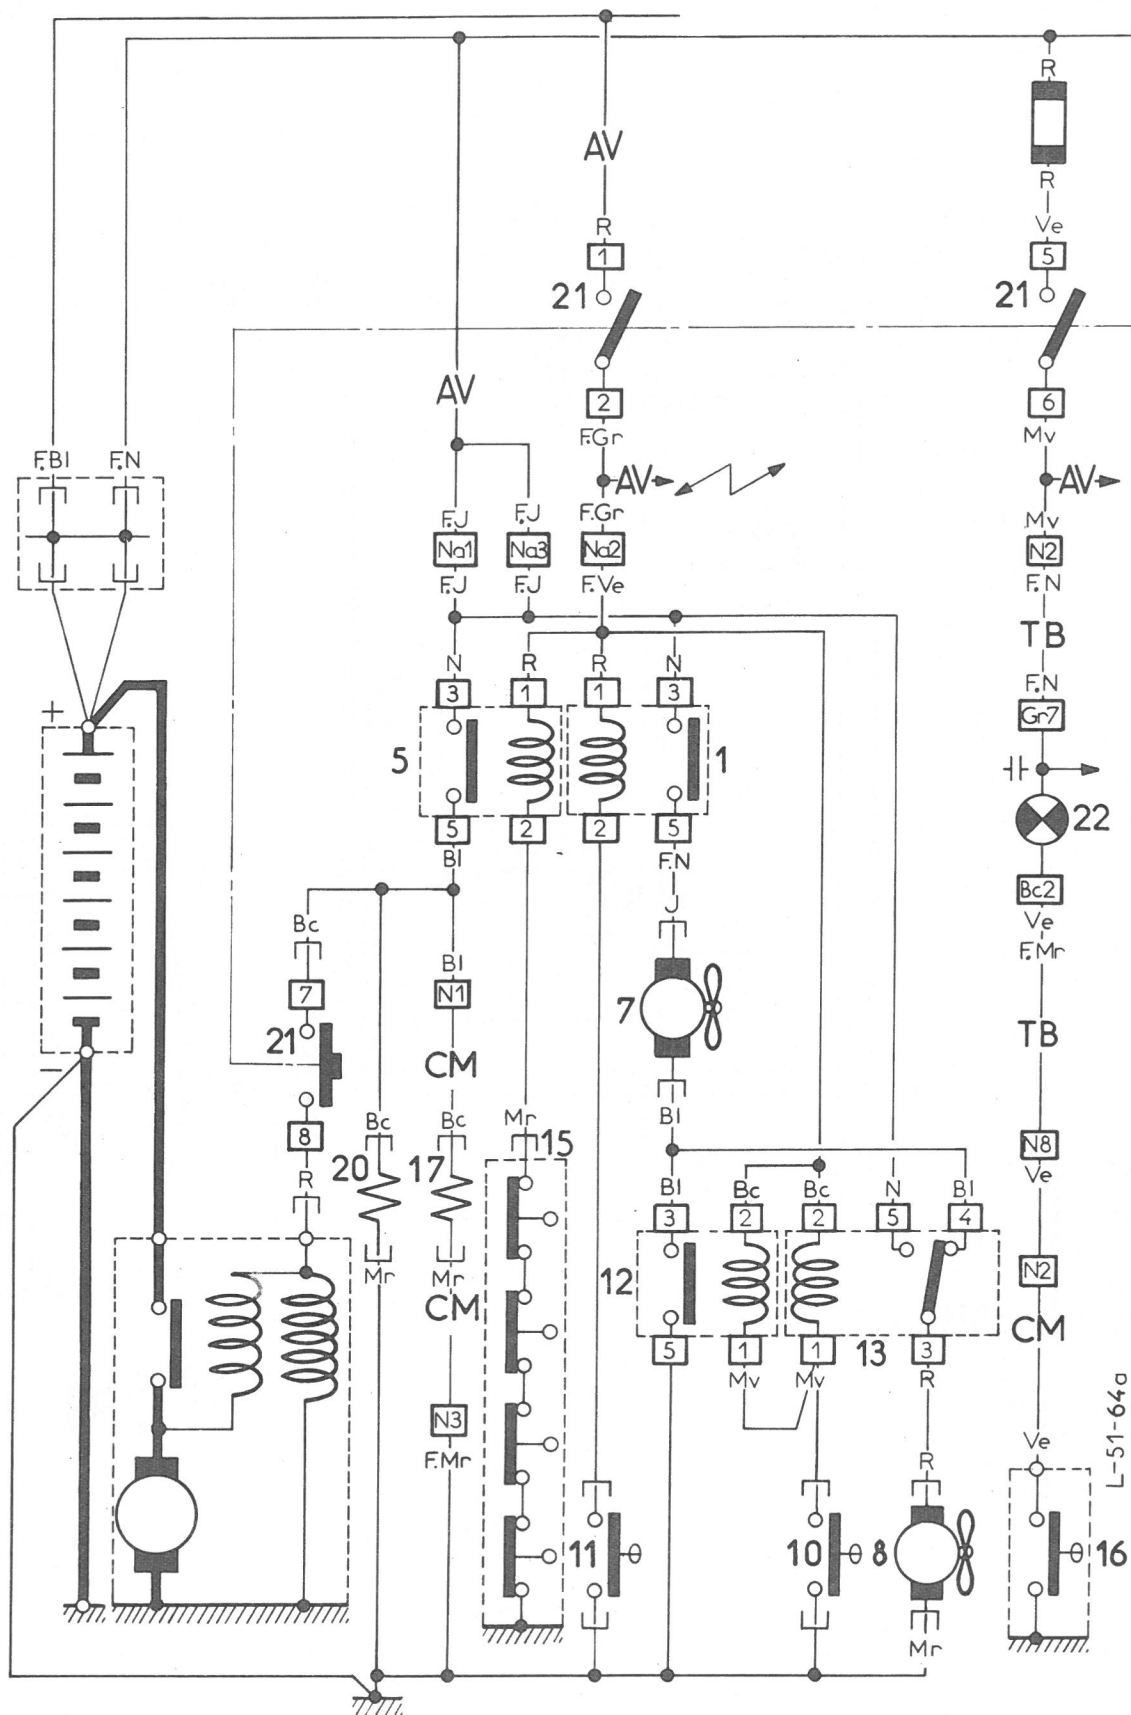 R
AV
R
R
Ve
1
5
21
21
AV
2
6
F.Gr
Mv
F.Bl
F.N
AV
F.J
F.J
F.Gr
Mv
Na1
Na3
Na2
N2
F.J
F.J
F.Ve
F.N
TB
N
R
R
N
F.N
+
3
1
1
3
Gr7
5
1
5
2
2
5
22
Bl
F.N
Bc2
Bc
J
Ve
Bl
F.Mr
7
N1
7
21
TB
−
CM
8
Bc
Bc
Mr
15
Bl
N8
20
17
Ve
R
Bl
Bc
Bc
N
Bl
3
2
2
5
4
Mr
Mr
12
N2
CM
CM
5
1
1
13
3
Mv
Mv
R
N3
F.Mr
Ve
R
L-51-64a
11
10
8
16
Mr